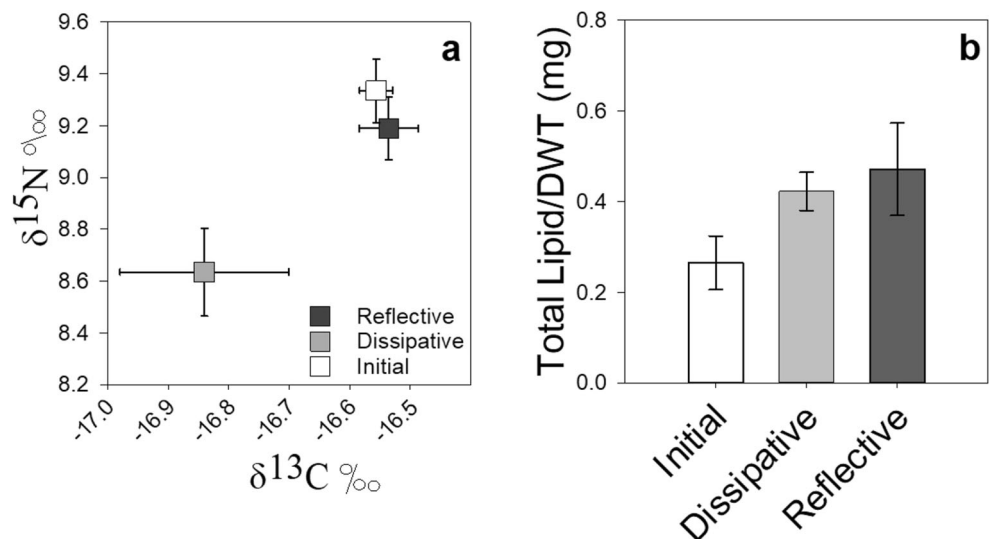 a
9.6
9.4
9.2
9.0
8.8
8.6
8.4
8.2
δ15N ‰
Reflective
Dissipative
Initial
-17.0
-16.9
-16.8
-16.7
-16.6
-16.5
δ13C ‰
b
0.8
0.6
0.4
0.2
0.0
Total Lipid/DWT (mg)
Initial
Dissipative
Reflective